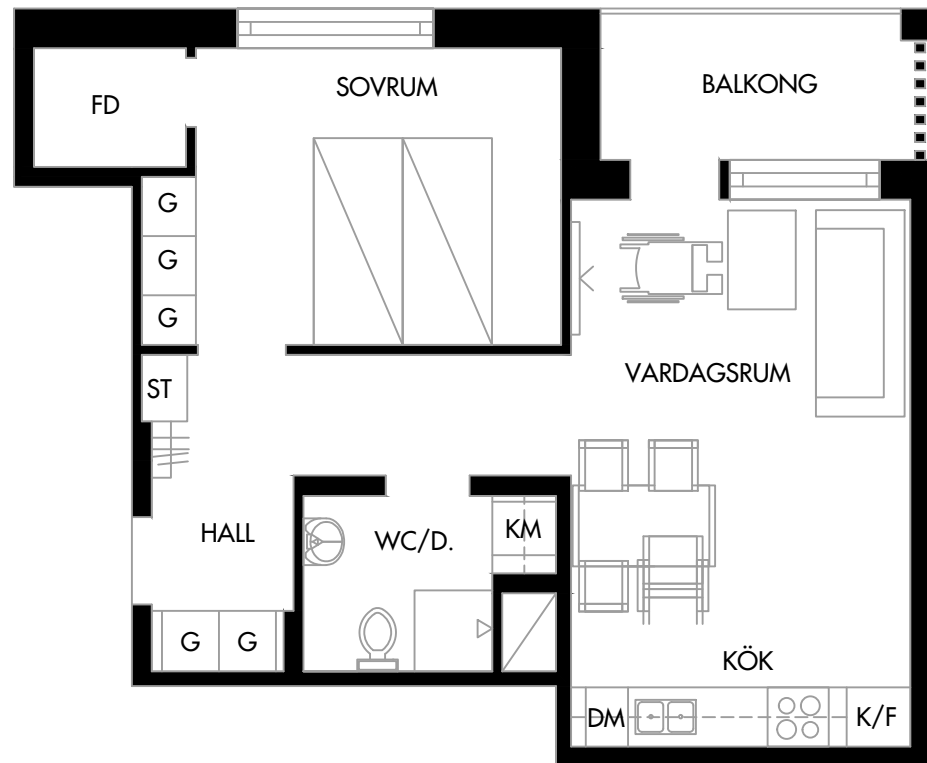 SOVRUM
BALKONG
FD
G
G
G
ST
VARDAGSRUM
HALL
WC/D.
KM
G G
KÖK
DM
K/F